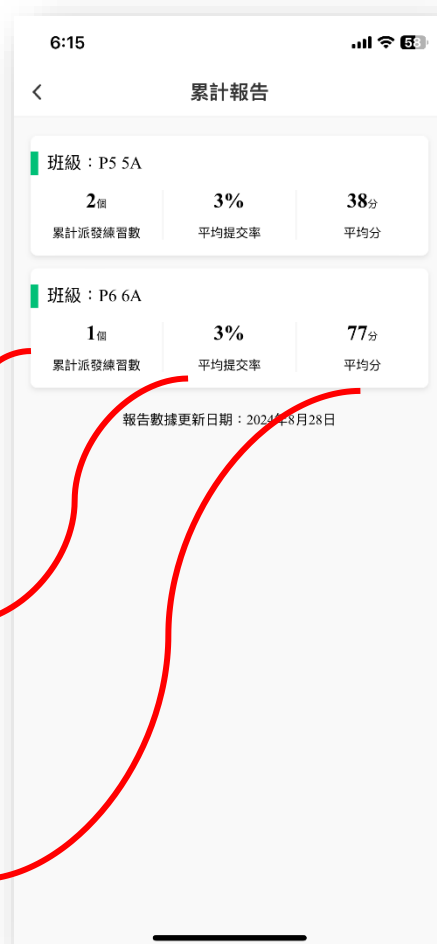 6:15
58
累計報告
班級：P5 5A
2個 3% 38分
累計派發練習數 平均提交率 平均分
班級：P6 6A
1個 3% 77分
累計派發練習數 平均提交率 平均分
報告數據更新日期：2024年8月28日